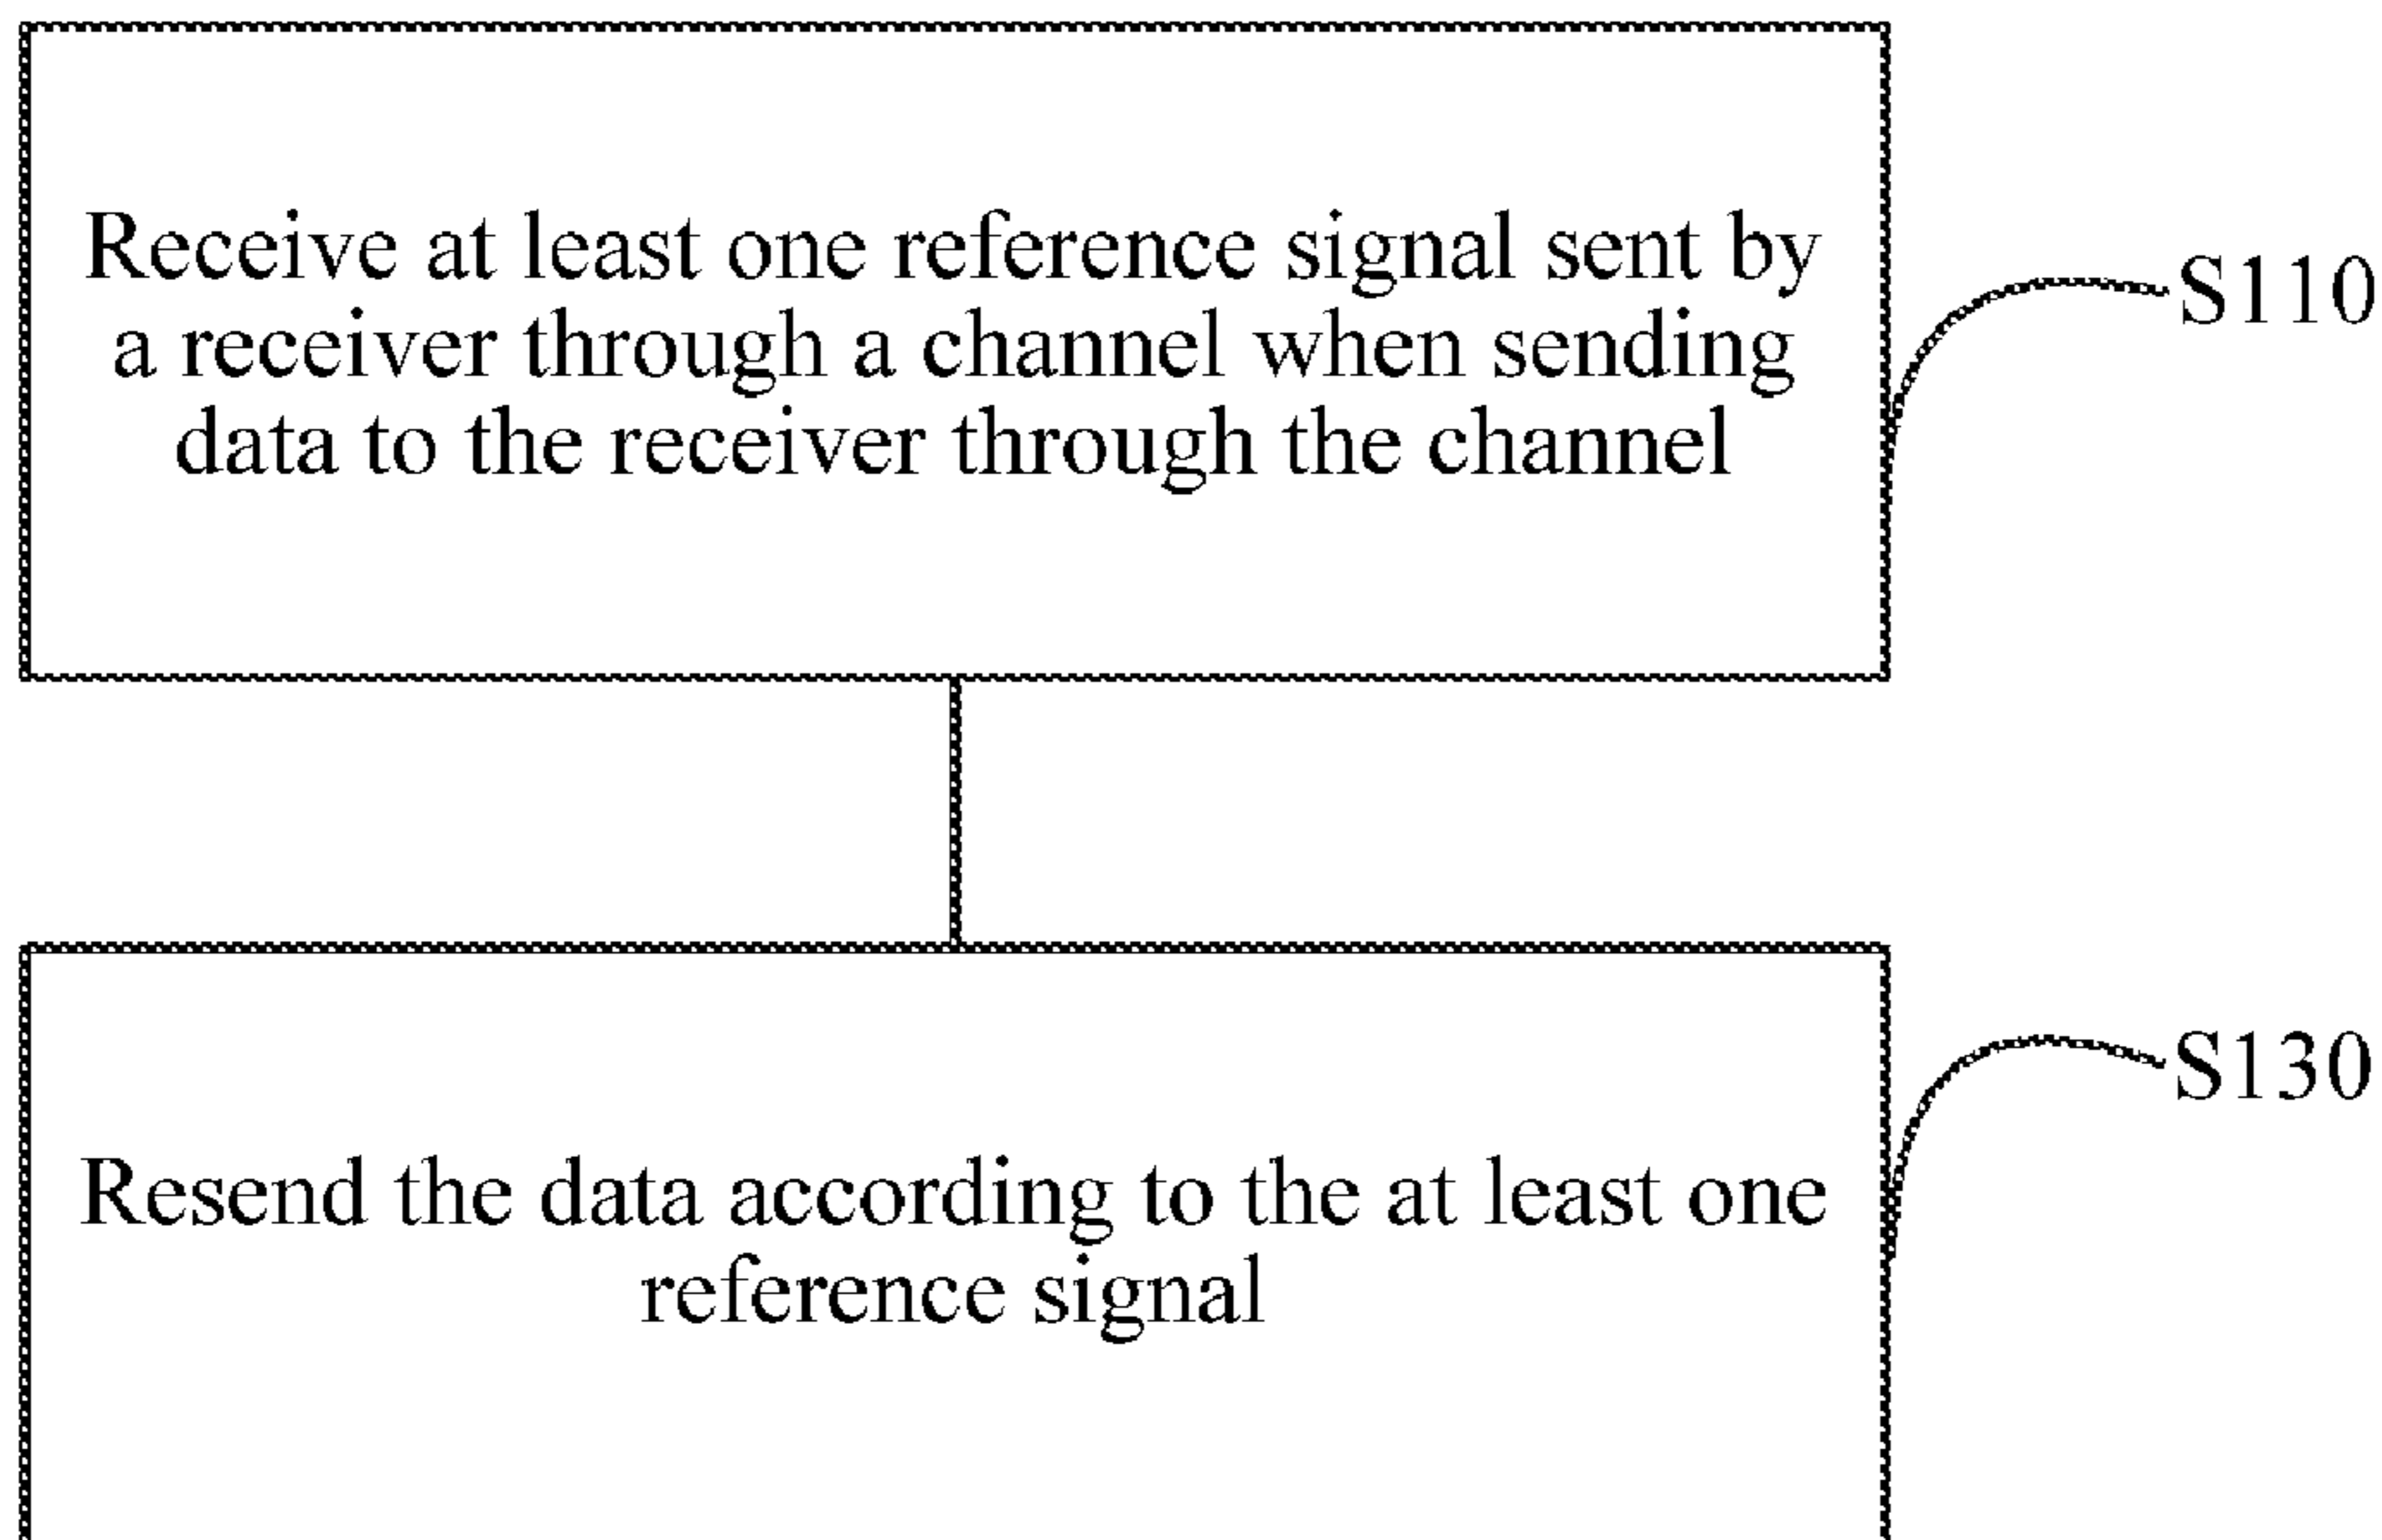 Receive at least one reference signal sent by
a receiver through a channel when sending
data to the receiver through the channel
S110
Resend the data according to the at least one
reference signal
S130